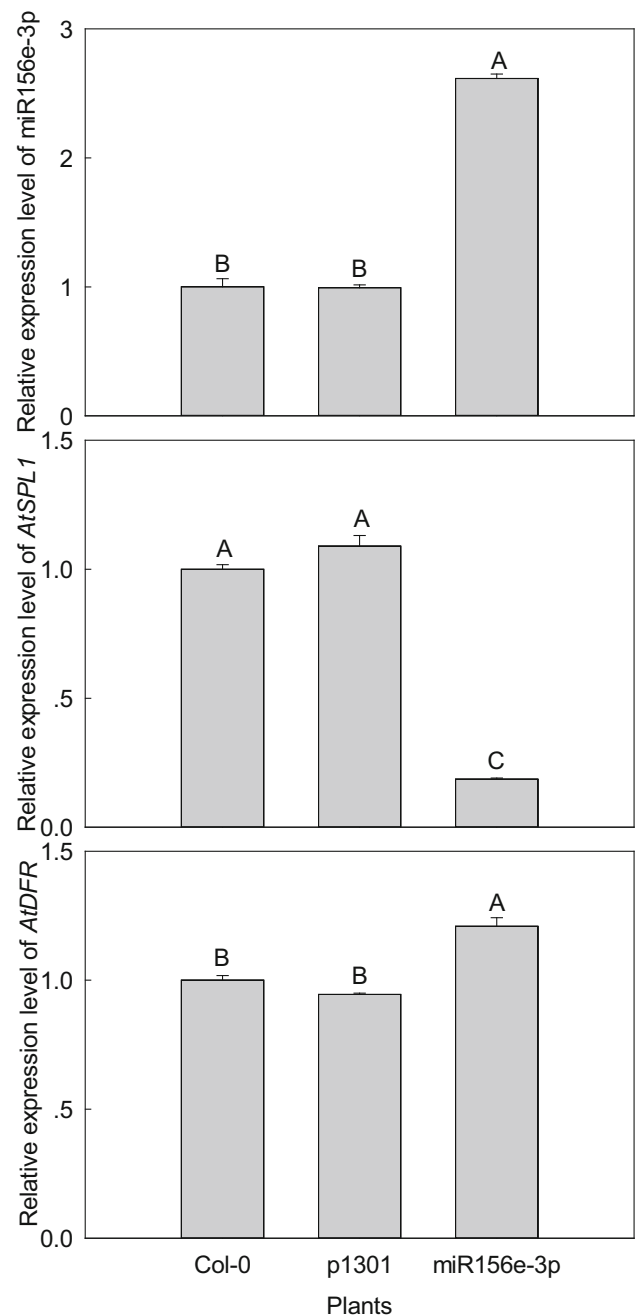 Relative expression level of miR156e-3p
3
2
1
0
B
B
A
Relative expression level of AtSPL1
1.5
1.0
.5
0.0
A
A
C
Relative expression level of AtDFR
1.5
1.0
.5
0.0
B
B
A
Col-0 p1301 miR156e-3p
Plants